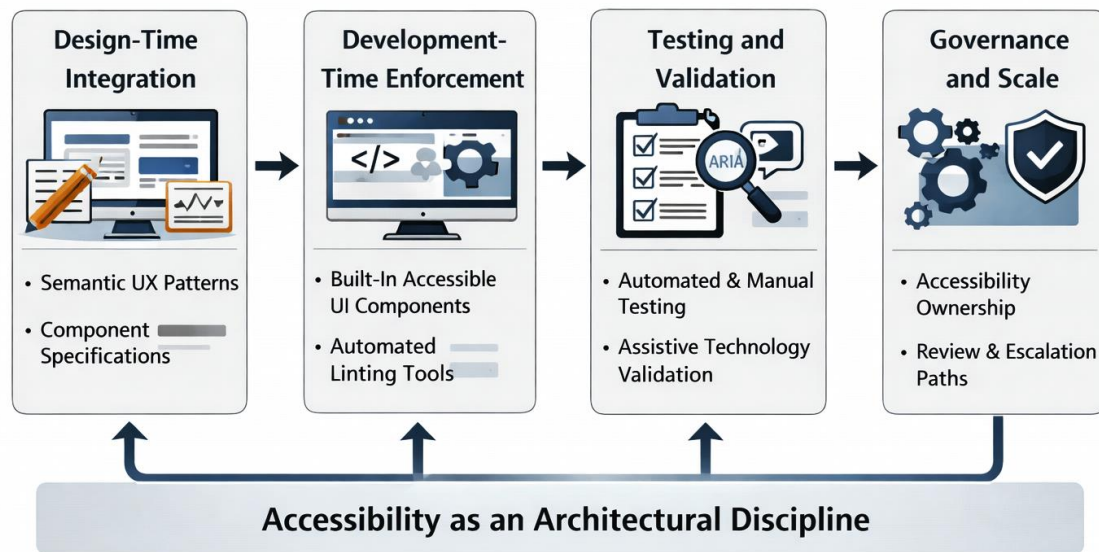 Design-Time
Integration
• Semantic UX Patterns
• Component
Specifications
Development-
Time Enforcement
</>
• Built-In Accessible
UI Components
• Automated
Linting Tools
Testing and
Validation
ARIA
• Automated & Manual
Testing
• Assistive Technology
Validation
Governance
and Scale
• Accessibility
Ownership
• Review & Escalation
Paths
Accessibility as an Architectural Discipline